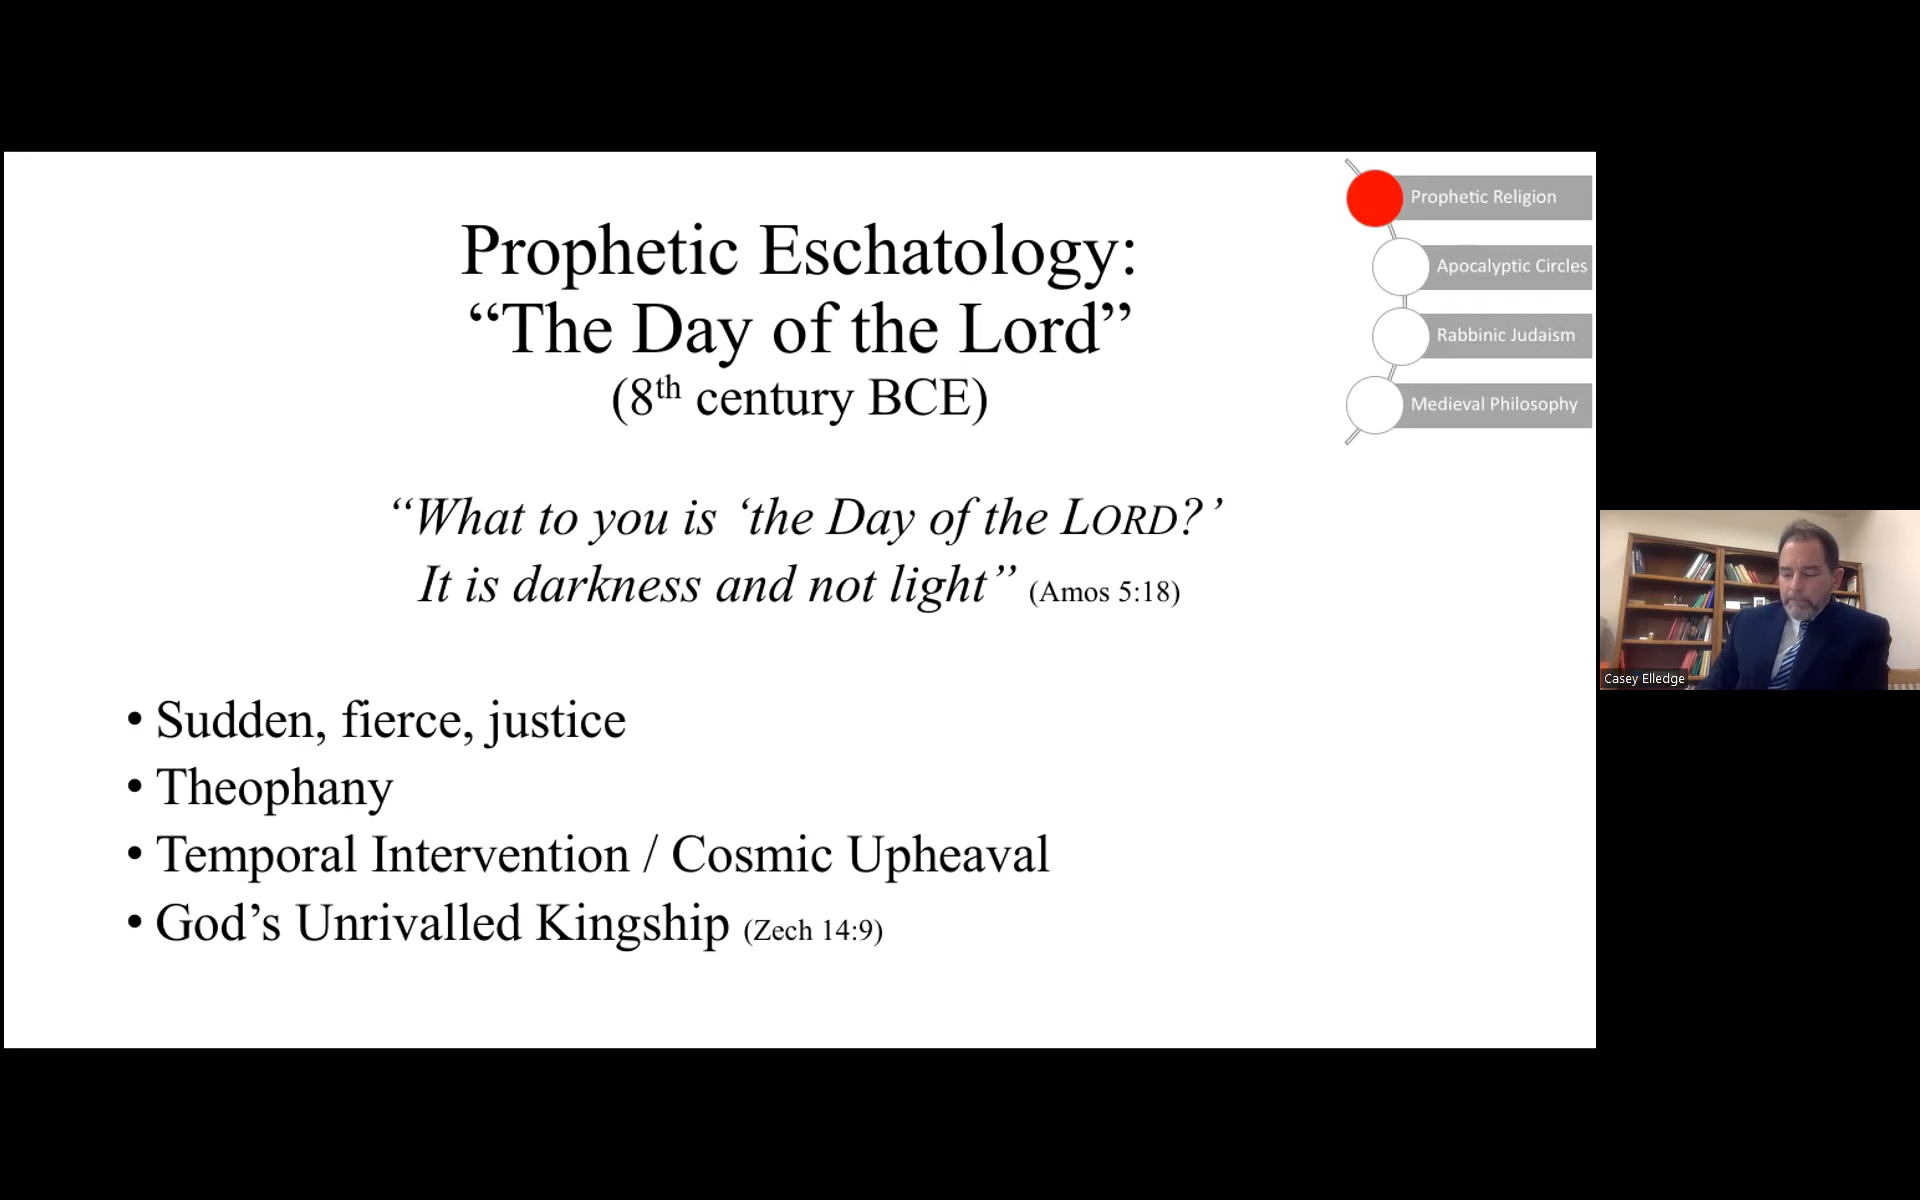 Prophetic Eschatology:
“The Day of the Lord”
(8th century BCE)
“What to you is ‘the Day of the LORD?’
It is darkness and not light” (Amos 5:18)
• Sudden, fierce, justice
• Theophany
• Temporal Intervention / Cosmic Upheaval
• God’s Unrivalled Kingship (Zech 14:9)
Prophetic Religion
Apocalyptic Circles
Rabbinic Judaism
Medieval Philosophy
Casey Elledge